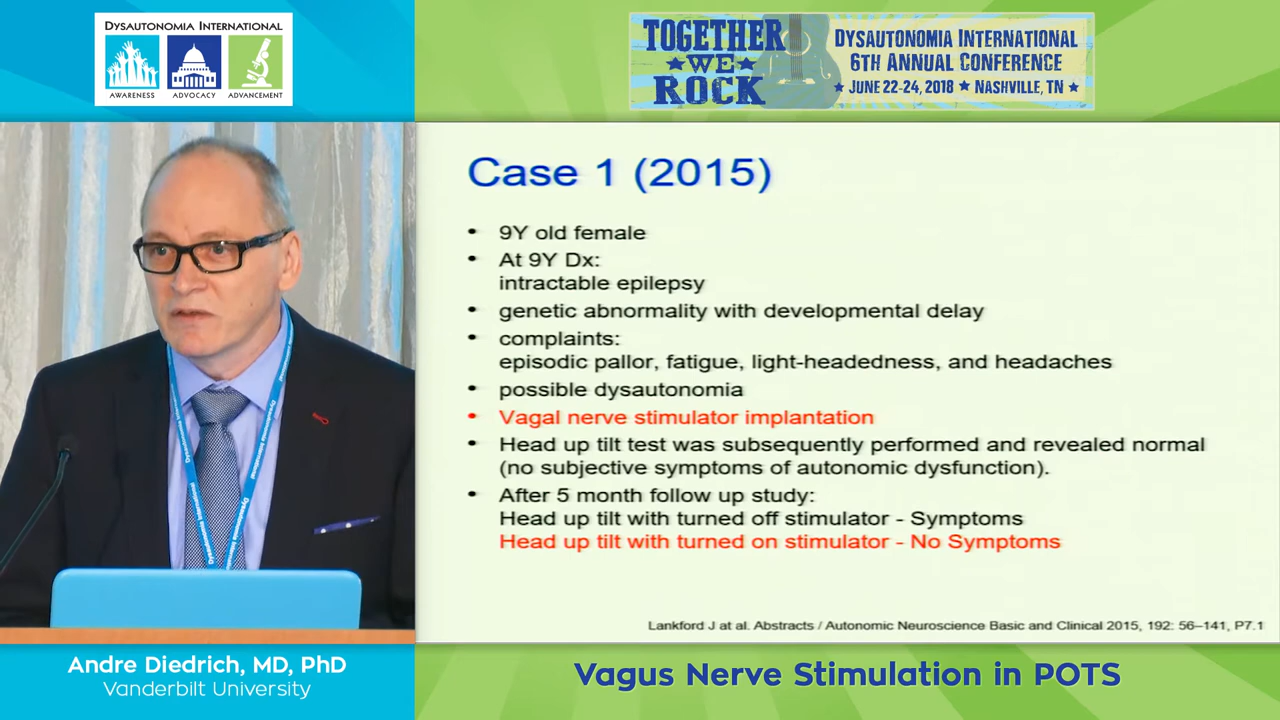 DYSAUTONOMIA INTERNATIONAL
AWARENESS ADVOCACY ADVANCEMENT
TOGETHER
★WE★
ROCK
DYSAUTONOMIA INTERNATIONAL
6TH ANNUAL CONFERENCE
★ JUNE 22-24, 2018 ★ NASHVILLE, TN ★
Case 1 (2015)
• 9Y old female
• At 9Y Dx:
intractable epilepsy
• genetic abnormality with developmental delay
• complaints:
episodic pallor, fatigue, light-headedness, and headaches
• possible dysautonomia
• Vagal nerve stimulator implantation
• Head up tilt test was subsequently performed and revealed normal
(no subjective symptoms of autonomic dysfunction).
• After 5 month follow up study:
Head up tilt with turned off stimulator - Symptoms
Head up tilt with turned on stimulator - No Symptoms
Lankford J at al. Abstracts / Autonomic Neuroscience Basic and Clinical 2015, 192: 56–141, P7.1
Andre Diedrich, MD, PhD
Vanderbilt University
Vagus Nerve Stimulation in POTS